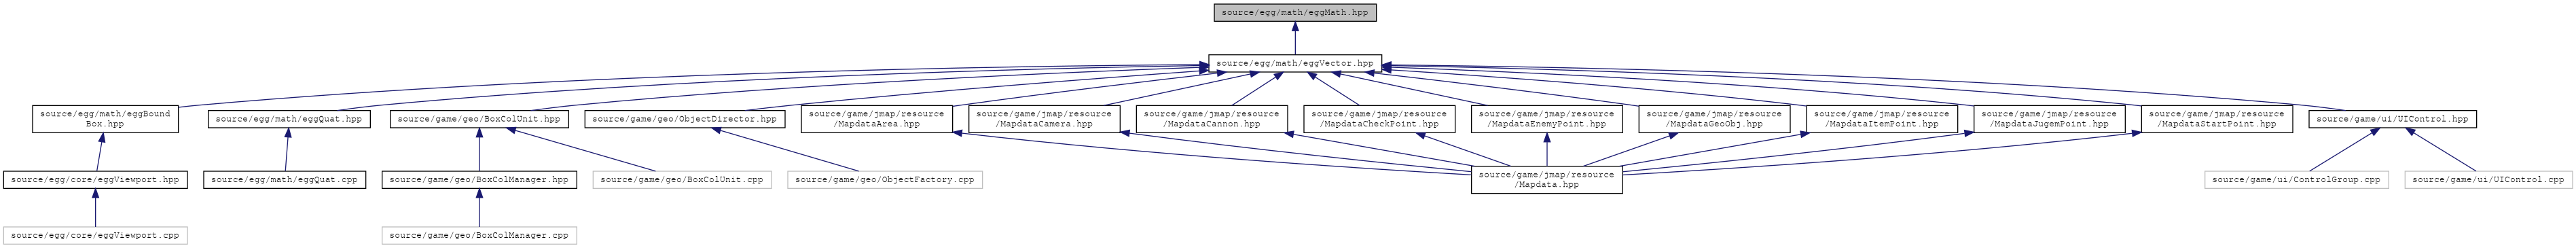 source/egg/math/eggMath.hpp
source/egg/math/eggVector.hpp
source/egg/math/eggBound
Box.hpp
source/egg/math/eggQuat.hpp
source/game/geo/BoxColUnit.hpp
source/game/geo/ObjectDirector.hpp
source/game/jmap/resource
/MapdataArea.hpp
source/game/jmap/resource
/MapdataCamera.hpp
source/game/jmap/resource
/MapdataCannon.hpp
source/game/jmap/resource
/MapdataCheckPoint.hpp
source/game/jmap/resource
/MapdataEnemyPoint.hpp
source/game/jmap/resource
/MapdataGeoObj.hpp
source/game/jmap/resource
/MapdataItemPoint.hpp
source/game/jmap/resource
/MapdataJugemPoint.hpp
source/game/jmap/resource
/MapdataStartPoint.hpp
source/game/ui/UIControl.hpp
source/egg/core/eggViewport.hpp
source/egg/math/eggQuat.cpp
source/game/geo/BoxColManager.hpp
source/game/geo/BoxColUnit.cpp
source/game/geo/ObjectFactory.cpp
source/game/jmap/resource
/Mapdata.hpp
source/game/ui/ControlGroup.cpp
source/game/ui/UIControl.cpp
source/egg/core/eggViewport.cpp
source/game/geo/BoxColManager.cpp